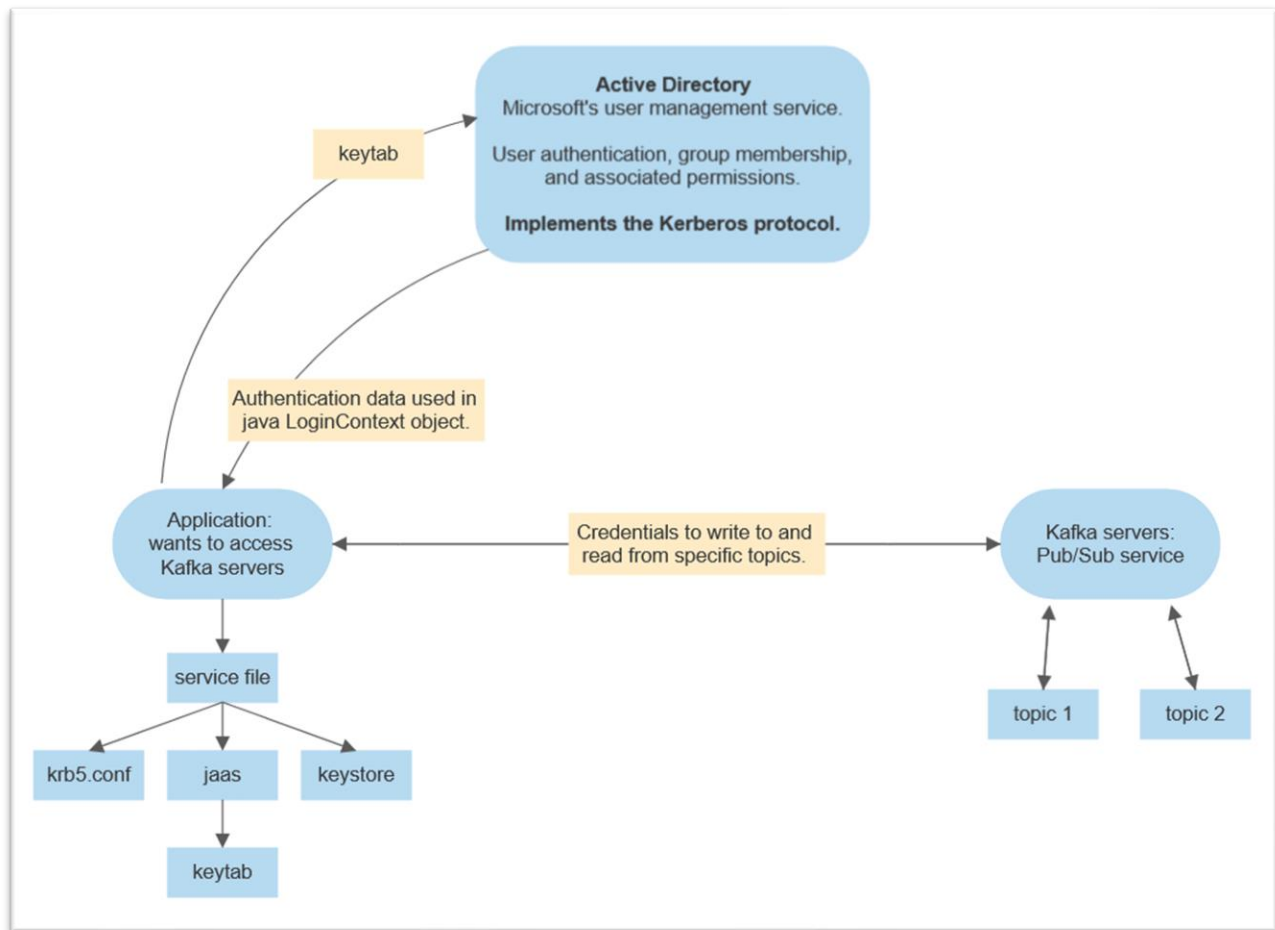 Active Directory
Microsoft's user management service.
User authentication, group membership,
and associated permissions.
Implements the Kerberos protocol.
keytab
Authentication data used in
java LoginContext object.
Application:
wants to access
Kafka servers
Credentials to write to and
read from specific topics.
Kafka servers:
Pub/Sub service
service file
krb5.conf
jaas
keystore
keytab
topic 1
topic 2